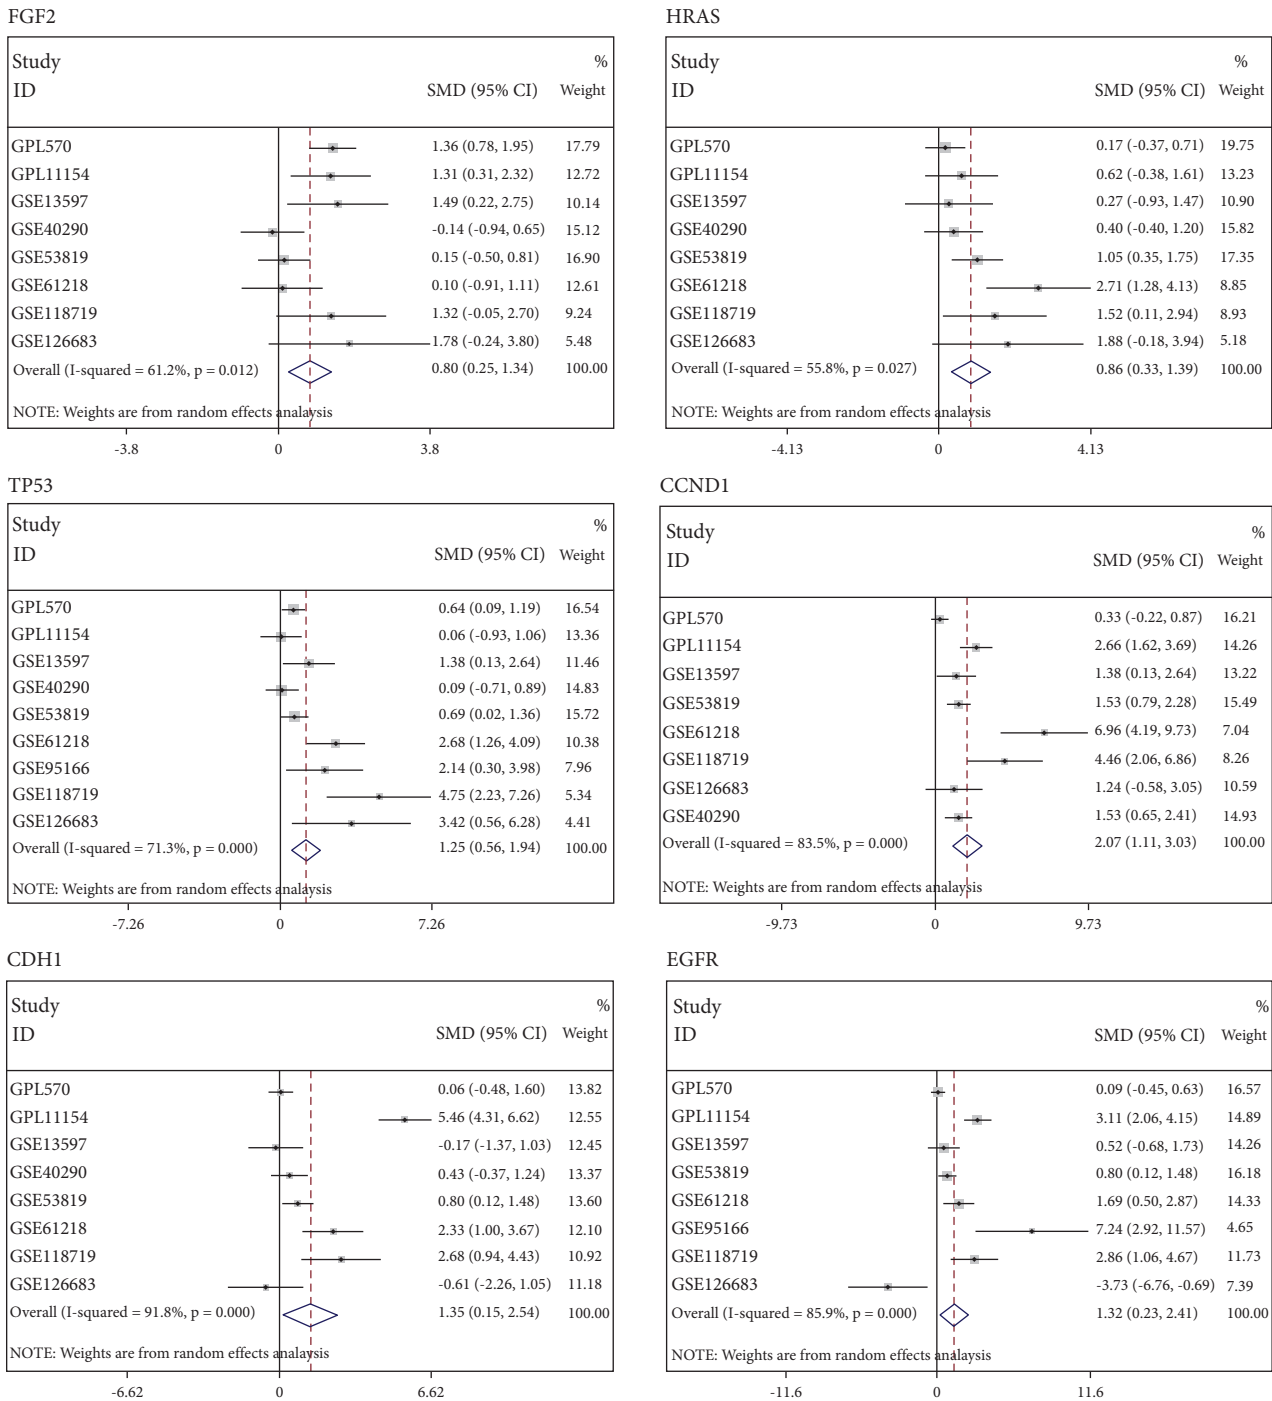 FGF2
Study %
ID SMD (95% CI) Weight
GPL570 1.36 (0.78, 1.95) 17.79
GPL11154 1.31 (0.31, 2.32) 12.72
GSE13597 1.49 (0.22, 2.75) 10.14
GSE40290 -0.14 (-0.94, 0.65) 15.12
GSE53819 0.15 (-0.50, 0.81) 16.90
GSE61218 0.10 (-0.91, 1.11) 12.61
GSE118719 1.32 (-0.05, 2.70) 9.24
GSE126683 1.78 (-0.24, 3.80) 5.48
Overall (I-squared = 61.2%, p = 0.012) 0.80 (0.25, 1.34) 100.00
NOTE: Weights are from random effects analaysis
-3.8 0 3.8
HRAS
Study %
ID SMD (95% CI) Weight
GPL570 0.17 (-0.37, 0.71) 19.75
GPL11154 0.62 (-0.38, 1.61) 13.23
GSE13597 0.27 (-0.93, 1.47) 10.90
GSE40290 0.40 (-0.40, 1.20) 15.82
GSE53819 1.05 (0.35, 1.75) 17.35
GSE61218 2.71 (1.28, 4.13) 8.85
GSE118719 1.52 (0.11, 2.94) 8.93
GSE126683 1.88 (-0.18, 3.94) 5.18
Overall (I-squared = 55.8%, p = 0.027) 0.86 (0.33, 1.39) 100.00
NOTE: Weights are from random effects analaysis
-4.13 0 4.13
TP53
Study %
ID SMD (95% CI) Weight
GPL570 0.64 (0.09, 1.19) 16.54
GPL11154 0.06 (-0.93, 1.06) 13.36
GSE13597 1.38 (0.13, 2.64) 11.46
GSE40290 0.09 (-0.71, 0.89) 14.83
GSE53819 0.69 (0.02, 1.36) 15.72
GSE61218 2.68 (1.26, 4.09) 10.38
GSE95166 2.14 (0.30, 3.98) 7.96
GSE118719 4.75 (2.23, 7.26) 5.34
GSE126683 3.42 (0.56, 6.28) 4.41
Overall (I-squared = 71.3%, p = 0.000) 1.25 (0.56, 1.94) 100.00
NOTE: Weights are from random effects analaysis
-7.26 0 7.26
CCND1
Study %
ID SMD (95% CI) Weight
GPL570 0.33 (-0.22, 0.87) 16.21
GPL11154 2.66 (1.62, 3.69) 14.26
GSE13597 1.38 (0.13, 2.64) 13.22
GSE53819 1.53 (0.79, 2.28) 15.49
GSE61218 6.96 (4.19, 9.73) 7.04
GSE118719 4.46 (2.06, 6.86) 8.26
GSE126683 1.24 (-0.58, 3.05) 10.59
GSE40290 1.53 (0.65, 2.41) 14.93
Overall (I-squared = 83.5%, p = 0.000) 2.07 (1.11, 3.03) 100.00
NOTE: Weights are from random effects analaysis
-9.73 0 9.73
CDH1
Study %
ID SMD (95% CI) Weight
GPL570 0.06 (-0.48, 1.60) 13.82
GPL11154 5.46 (4.31, 6.62) 12.55
GSE13597 -0.17 (-1.37, 1.03) 12.45
GSE40290 0.43 (-0.37, 1.24) 13.37
GSE53819 0.80 (0.12, 1.48) 13.60
GSE61218 2.33 (1.00, 3.67) 12.10
GSE118719 2.68 (0.94, 4.43) 10.92
GSE126683 -0.61 (-2.26, 1.05) 11.18
Overall (I-squared = 91.8%, p = 0.000) 1.35 (0.15, 2.54) 100.00
NOTE: Weights are from random effects analaysis
-6.62 0 6.62
EGFR
Study %
ID SMD (95% CI) Weight
GPL570 0.09 (-0.45, 0.63) 16.57
GPL11154 3.11 (2.06, 4.15) 14.89
GSE13597 0.52 (-0.68, 1.73) 14.26
GSE53819 0.80 (0.12, 1.48) 16.18
GSE61218 1.69 (0.50, 2.87) 14.33
GSE95166 7.24 (2.92, 11.57) 4.65
GSE118719 2.86 (1.06, 4.67) 11.73
GSE126683 -3.73 (-6.76, -0.69) 7.39
Overall (I-squared = 85.9%, p = 0.000) 1.32 (0.23, 2.41) 100.00
NOTE: Weights are from random effects analaysis
-11.6 0 11.6